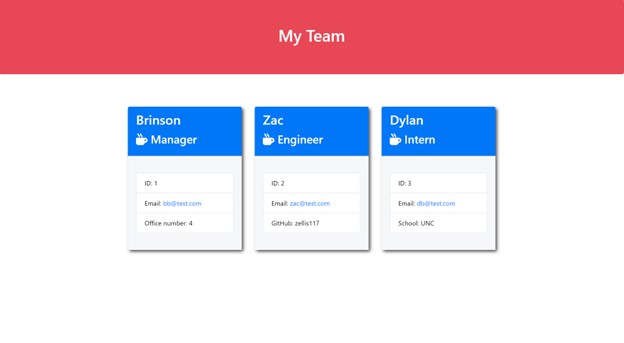 My Team
Brinson
Manager
ID: 1
Email: bb@test.com
Office number: 4
Zac
Engineer
ID: 2
Email: zac@test.com
GitHub: zellis117
Dylan
Intern
ID: 3
Email: db@test.com
School: UNC